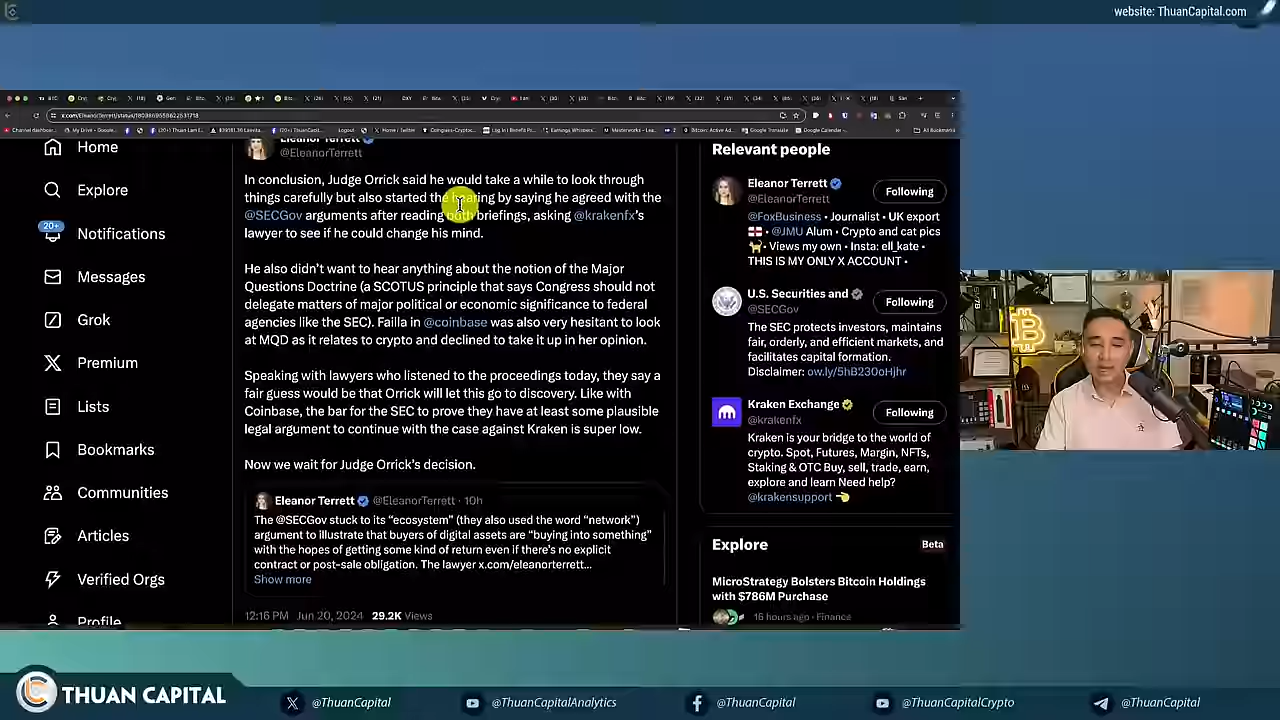 website: ThuanCapital.com
Home
Explore
20+
Notifications
Messages
Grok
Premium
Lists
Bookmarks
Communities
Articles
Verified Orgs
Profile
Eleanor Terrett
@EleanorTerrett
In conclusion, Judge Orrick said he would take a while to look through
things carefully but also started the hearing by saying he agreed with the
@SECGov arguments after reading both briefings, asking @krakenfx's
lawyer to see if he could change his mind.
He also didn't want to hear anything about the notion of the Major
Questions Doctrine (a SCOTUS principle that says Congress should not
delegate matters of major political or economic significance to federal
agencies like the SEC). Failla in @coinbase was also very hesitant to look
at MQD as it relates to crypto and declined to take it up in her opinion.
Speaking with lawyers who listened to the proceedings today, they say a
fair guess would be that Orrick will let this go to discovery. Like with
Coinbase, the bar for the SEC to prove they have at least some plausible
legal argument to continue with the case against Kraken is super low.
Now we wait for Judge Orrick's decision.
Eleanor Terrett @EleanorTerrett · 10h
The @SECGov stuck to its "ecosystem" (they also used the word "network")
argument to illustrate that buyers of digital assets are "buying into something"
with the hopes of getting some kind of return even if there's no explicit
contract or post-sale obligation. The lawyer x.com/eleanorterrett...
Show more
12:16 PM Jun 20, 2024 29.2K Views
Relevant people
Eleanor Terrett
@EleanorTerrett
Following
@FoxBusiness • Journalist • UK export
• @JMU Alum • Crypto and cat pics
• Views my own • Insta: ell_kate •
THIS IS MY ONLY X ACCOUNT •
U.S. Securities and
@SECGov
Following
The SEC protects investors, maintains
fair, orderly, and efficient markets, and
facilitates capital formation.
Disclaimer: ow.ly/5hB230oHjhr
Kraken Exchange
@krakenfx
Following
Kraken is your bridge to the world of
crypto. Spot, Futures, Margin, NFTs,
Staking & OTC Buy, sell, trade, earn,
explore and learn Need help?
@krakensupport
Explore
Beta
MicroStrategy Bolsters Bitcoin Holdings
with $786M Purchase
16 hours ago · Finance
THUAN CAPITAL
@ThuanCapital
@ThuanCapitalAnalytics
@ThuanCapital
@ThuanCapitalCrypto
@ThuanCapital